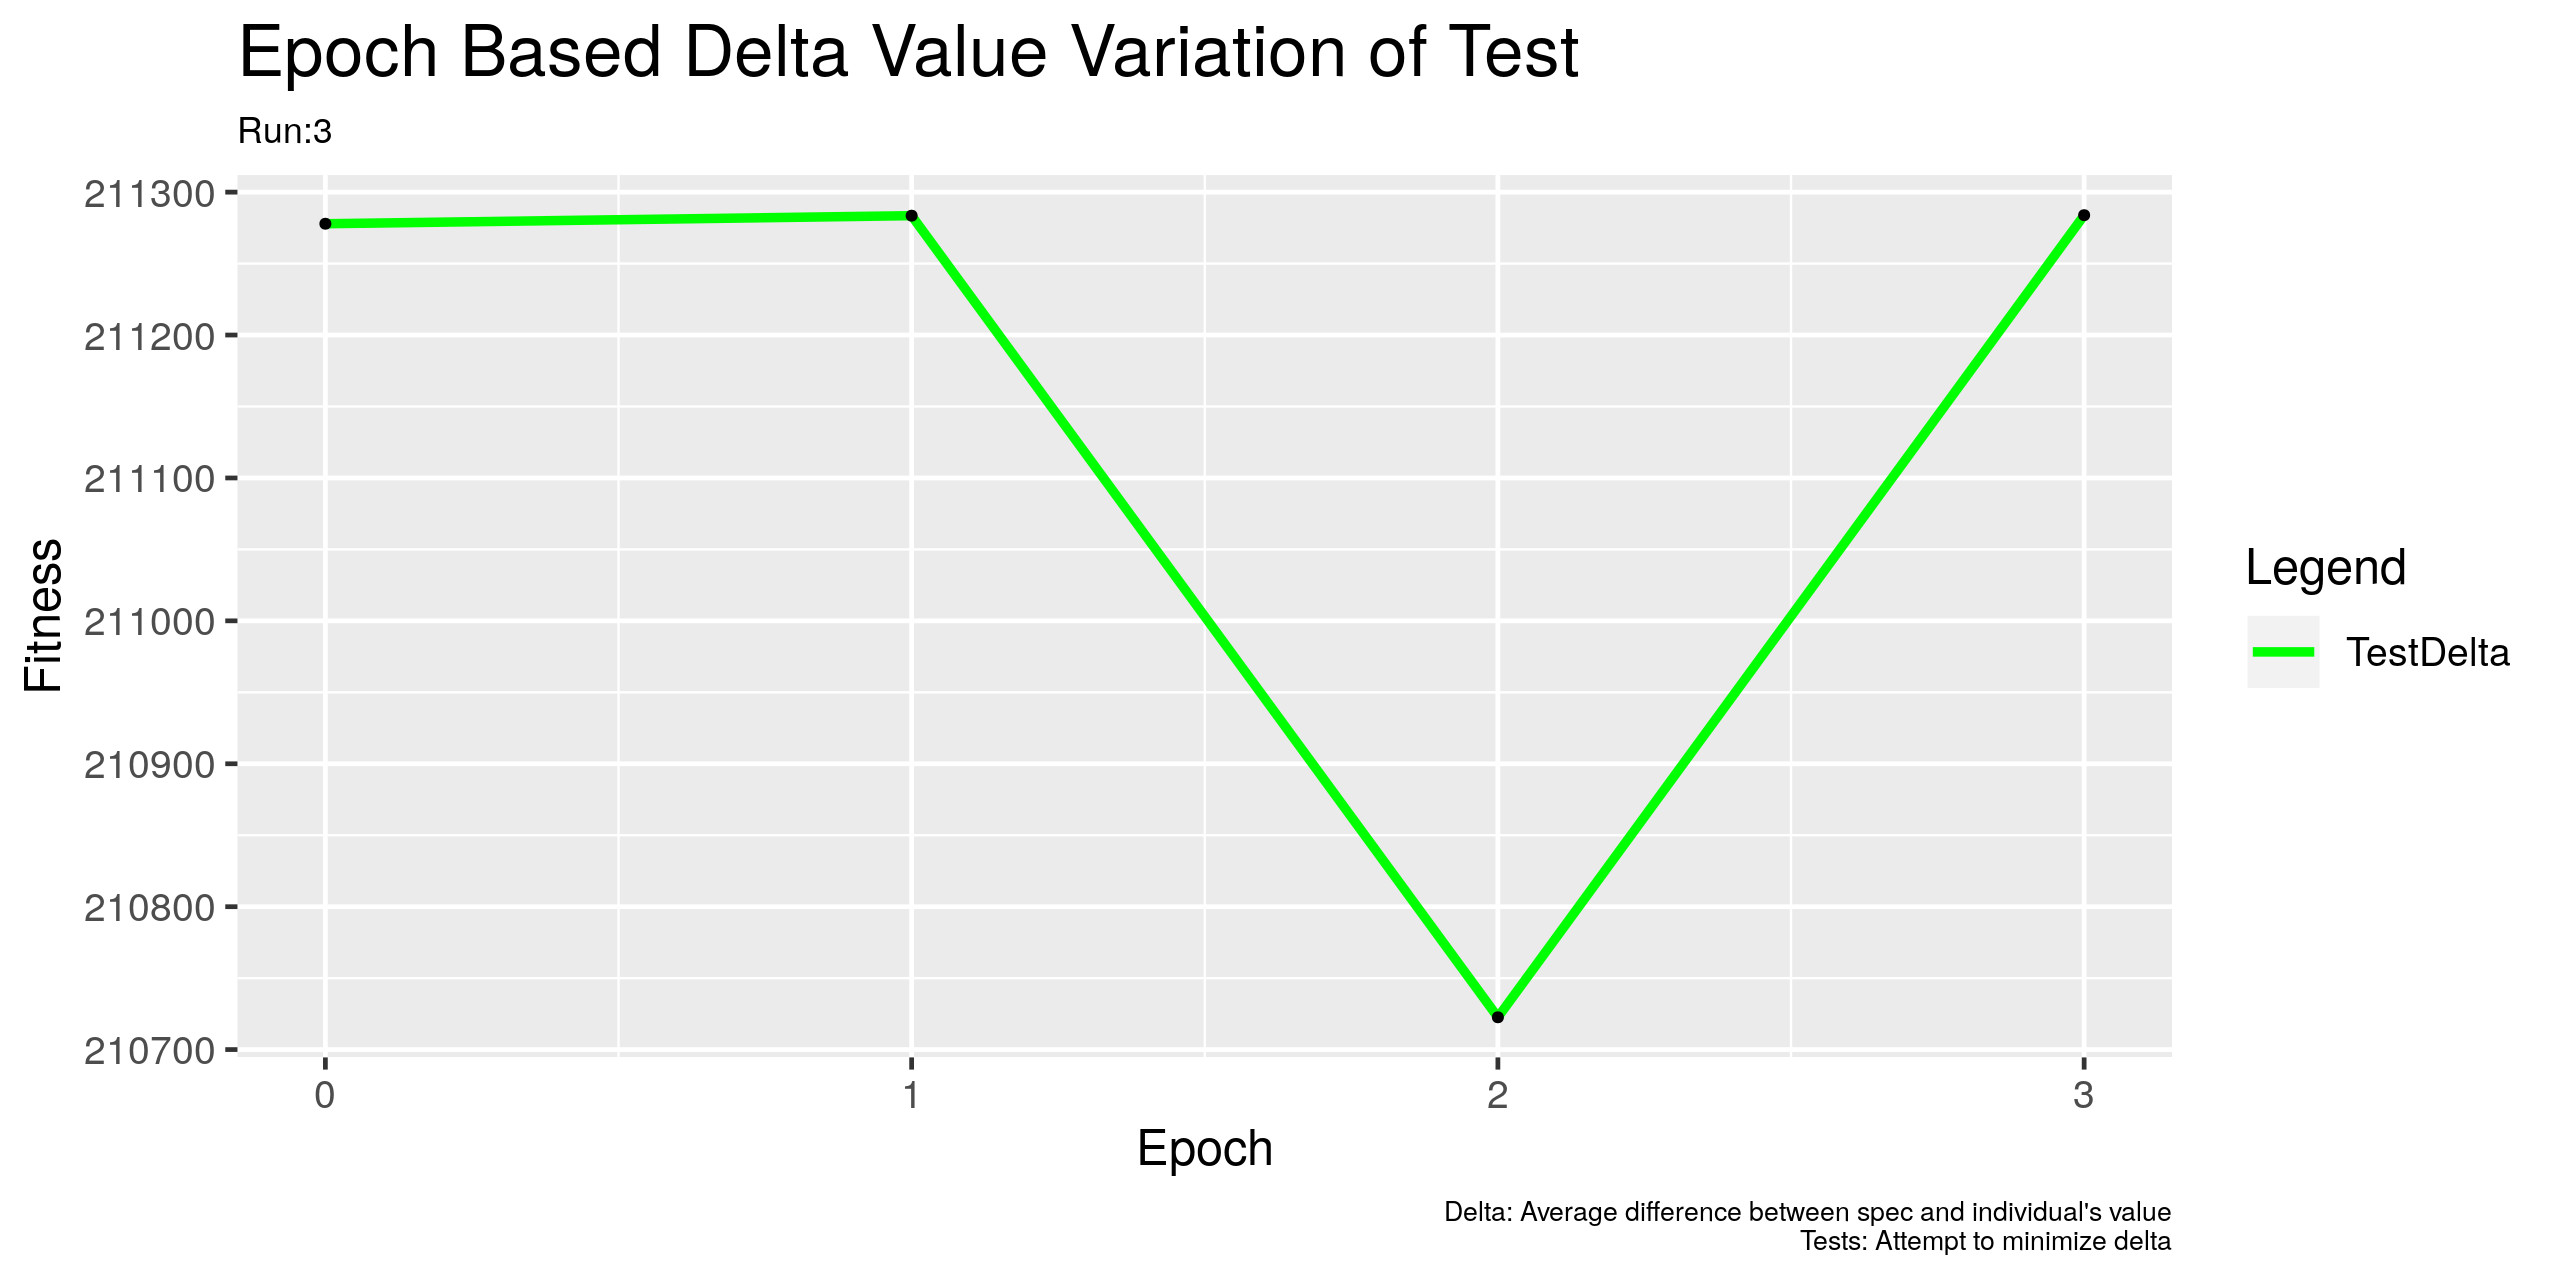 Epoch Based Delta Value Variation of Test
Run:3
211300
211200
211100
211000
210900
210800
210700
Fitness
0 1 2 3
Epoch
Legend
TestDelta
Delta: Average difference between spec and individual's value
Tests: Attempt to minimize delta